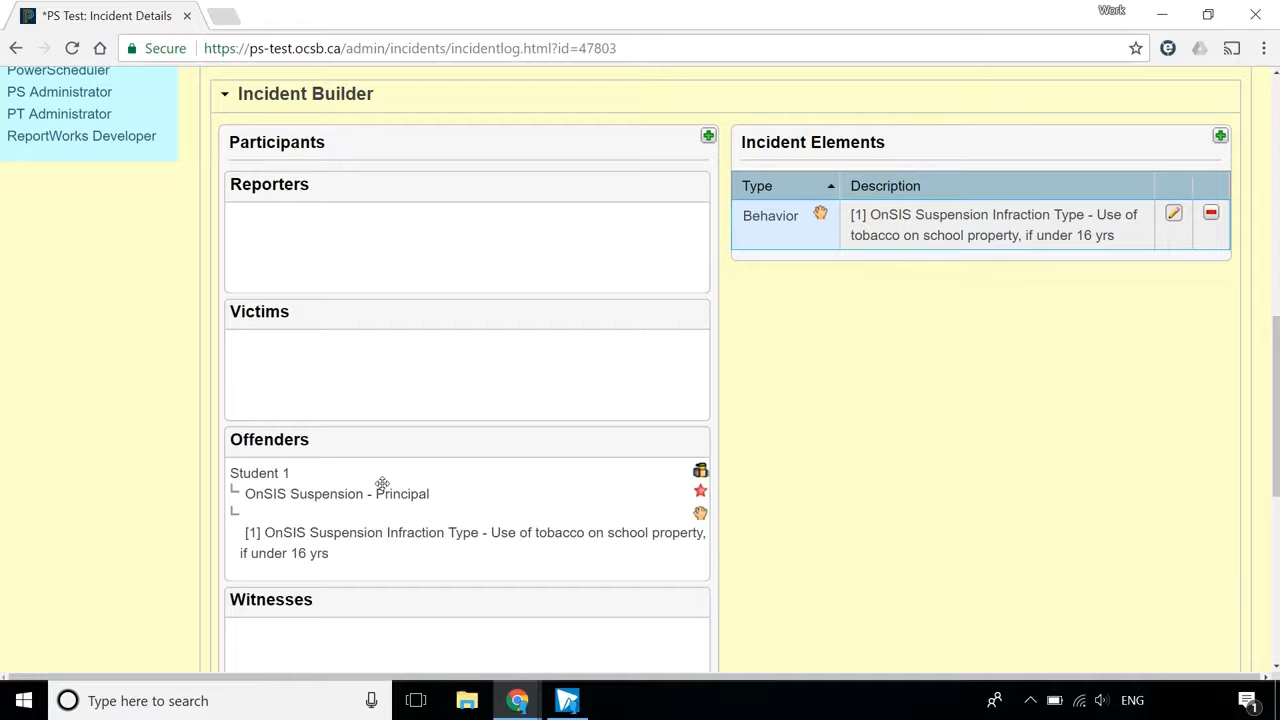 *PS Test: Incident Details
Work
Secure
https://ps-test.ocsb.ca/admin/incidents/incidentlog.html?id=47803
PowerScheduler
PS Administrator
PT Administrator
ReportWorks Developer
Incident Builder
Participants
Reporters
Victims
Offenders
Student 1
OnSIS Suspension - Principal
[1] OnSIS Suspension Infraction Type - Use of tobacco on school property,
if under 16 yrs
Witnesses
Incident Elements
Type Description
Behavior [1] OnSIS Suspension Infraction Type - Use of
tobacco on school property, if under 16 yrs
Type here to search
ENG
1